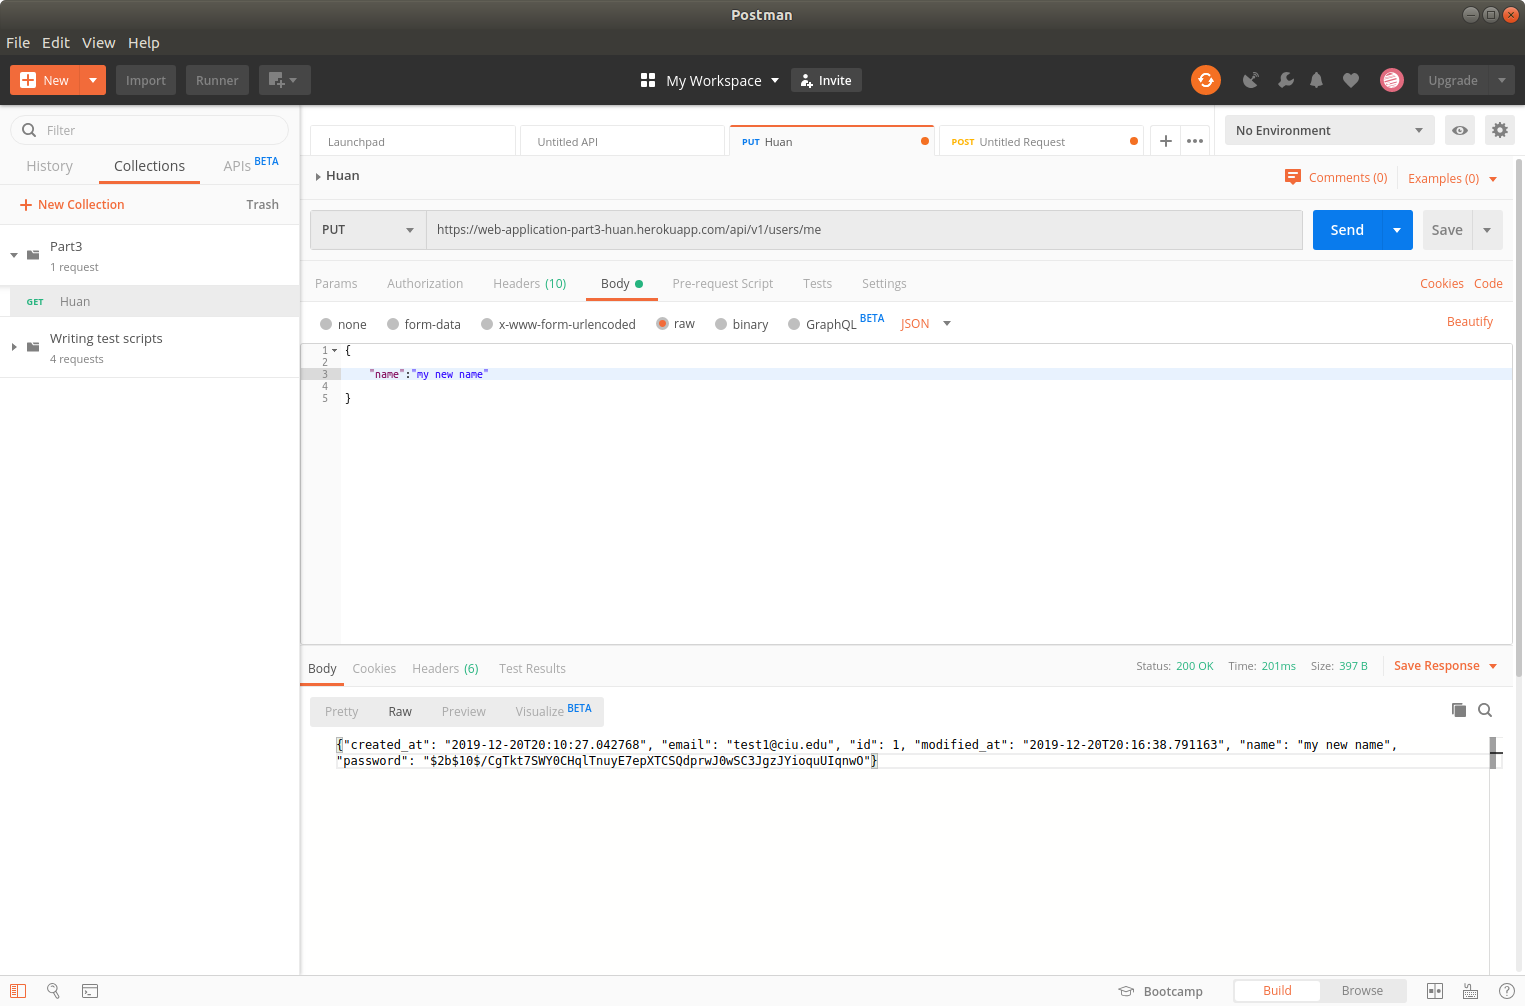 Postman
File Edit View Help
New Import Runner My Workspace Invite Upgrade
Filter
History Collections APIs BETA
New Collection Trash
Part3
1 request
GET Huan
Writing test scripts
4 requests
Launchpad Untitled API PUT Huan POST Untitled Request No Environment
Huan Comments (0) Examples (0)
PUT https://web-application-part3-huan.herokuapp.com/api/v1/users/me Send Save
Params Authorization Headers (10) Body Pre-request Script Tests Settings Cookies Code
none form-data x-www-form-urlencoded raw binary GraphQL BETA JSON Beautify
1 {
2
3 "name":"my new name"
4
5 }
Body Cookies Headers (6) Test Results Status: 200 OK Time: 201ms Size: 397 B Save Response
Pretty Raw Preview Visualize BETA
{"created_at": "2019-12-20T20:10:27.042768", "email": "test1@ciu.edu", "id": 1, "modified_at": "2019-12-20T20:16:38.791163", "name": "my new name",
"password": "$2b$10$/CgTkt7SWY0CHqlTnuyE7epXTCSQdprwJ0wSC3JgzJYioquUIqnwO"}
Bootcamp Build Browse